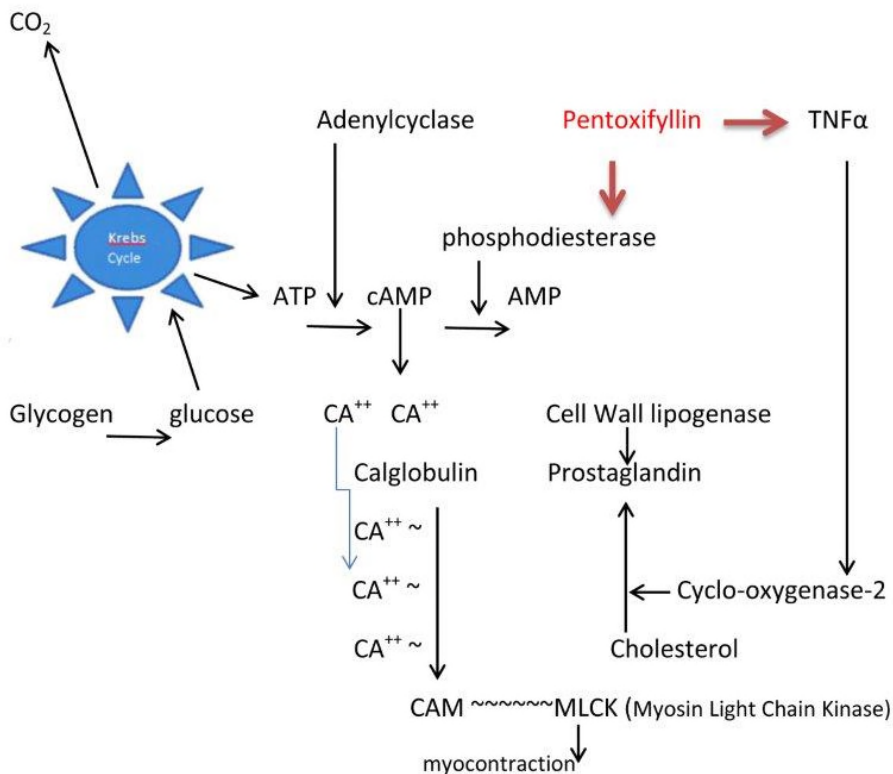 CO₂
Adenylcyclase
Pentoxifyllin
TNFα
Krebs
Cycle
phosphodiesterase
ATP
cAMP
AMP
Glycogen
glucose
CA⁺⁺ CA⁺⁺
Cell Wall lipogenase
Calglobulin
Prostaglandin
CA⁺⁺ ~
CA⁺⁺ ~
Cyclo-oxygenase-2
CA⁺⁺ ~
Cholesterol
CAM ~~~~~~MLCK (Myosin Light Chain Kinase)
myocontraction